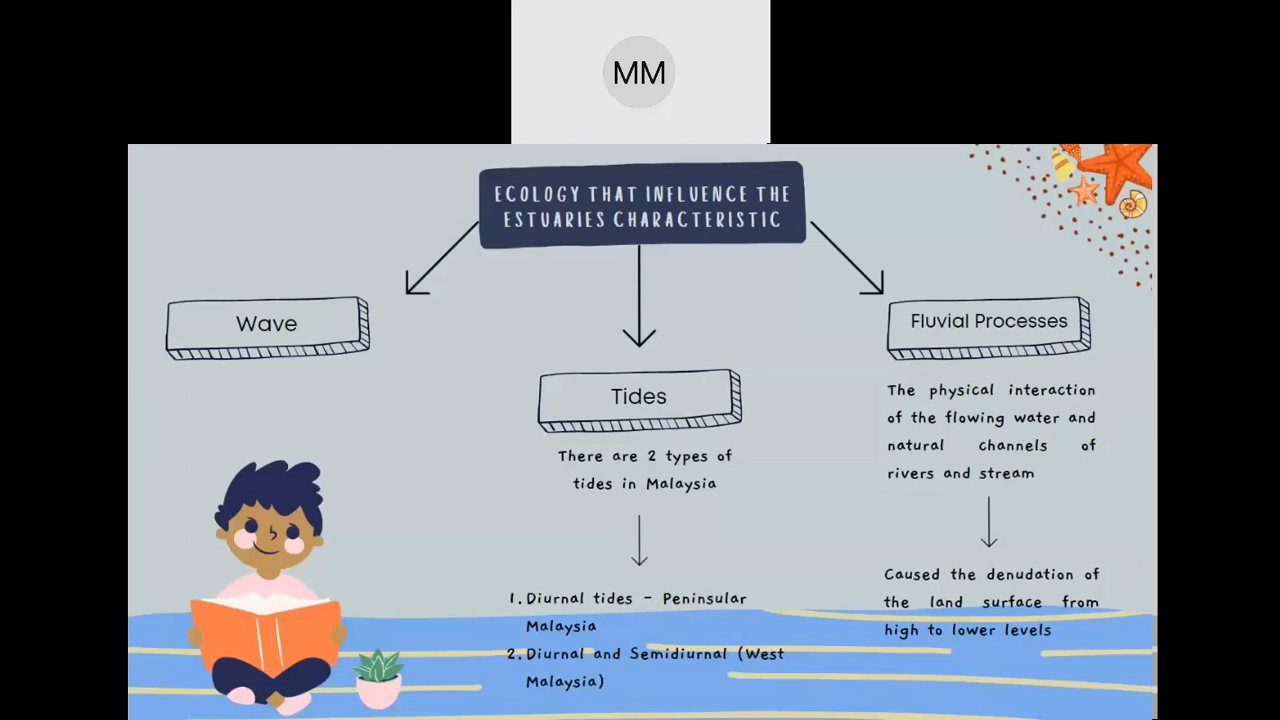 MM
ECOLOGY THAT INFLUENCE THE
ESTUARIES CHARACTERISTIC
Wave
Tides
There are 2 types of
tides in Malaysia
1. Diurnal tides - Peninsular
Malaysia
2. Diurnal and Semidiurnal (West
Malaysia)
Fluvial Processes
The physical interaction
of the flowing water and
natural channels of
rivers and stream
Caused the denudation of
the land surface from
high to lower levels